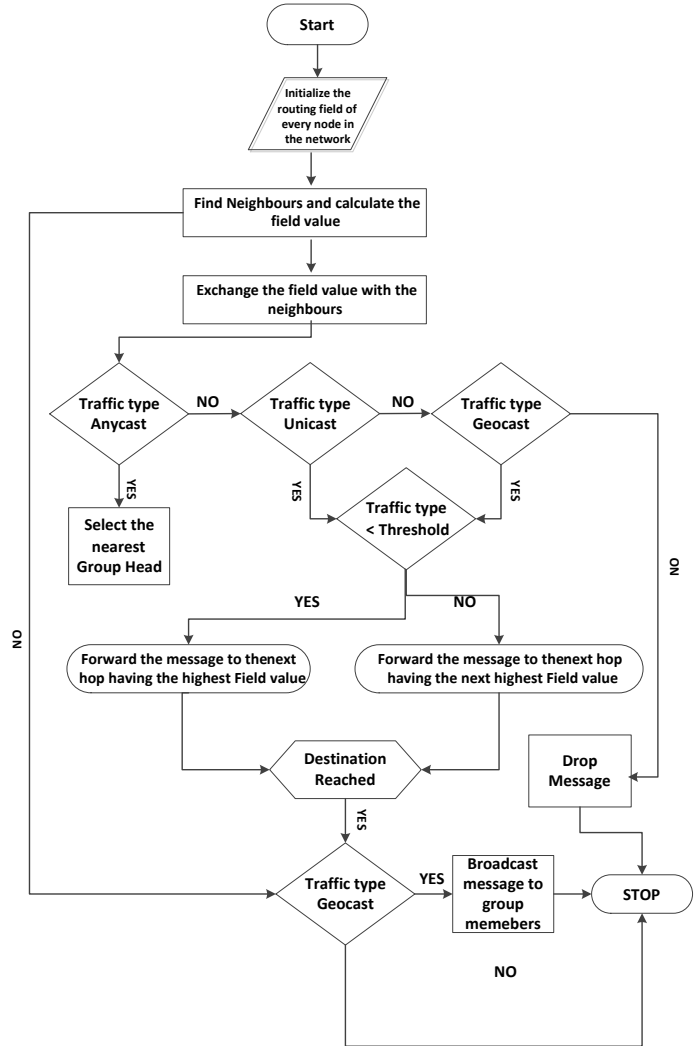 Start
Initialize the
routing field of
every node in
the network
Find Neighbours and calculate the
field value
Exchange the field value with the
neighbours
Traffic type
Anycast
NO
Traffic type
Unicast
NO
Traffic type
Geocast
YES
YES
YES
Select the
nearest
Group Head
Traffic type
< Threshold
NO
YES
NO
NO
Forward the message to thenext
hop having the highest Field value
Forward the message to thenext hop
having the next highest Field value
Destination
Reached
Drop
Message
YES
Traffic type
Geocast
YES
Broadcast
message to
group
memebers
STOP
NO